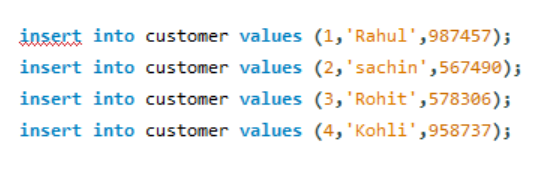 insert into customer values (1,'Rahul',987457);
insert into customer values (2,'sachin',567490);
insert into customer values (3,'Rohit',578306);
insert into customer values (4,'Kohli',958737);